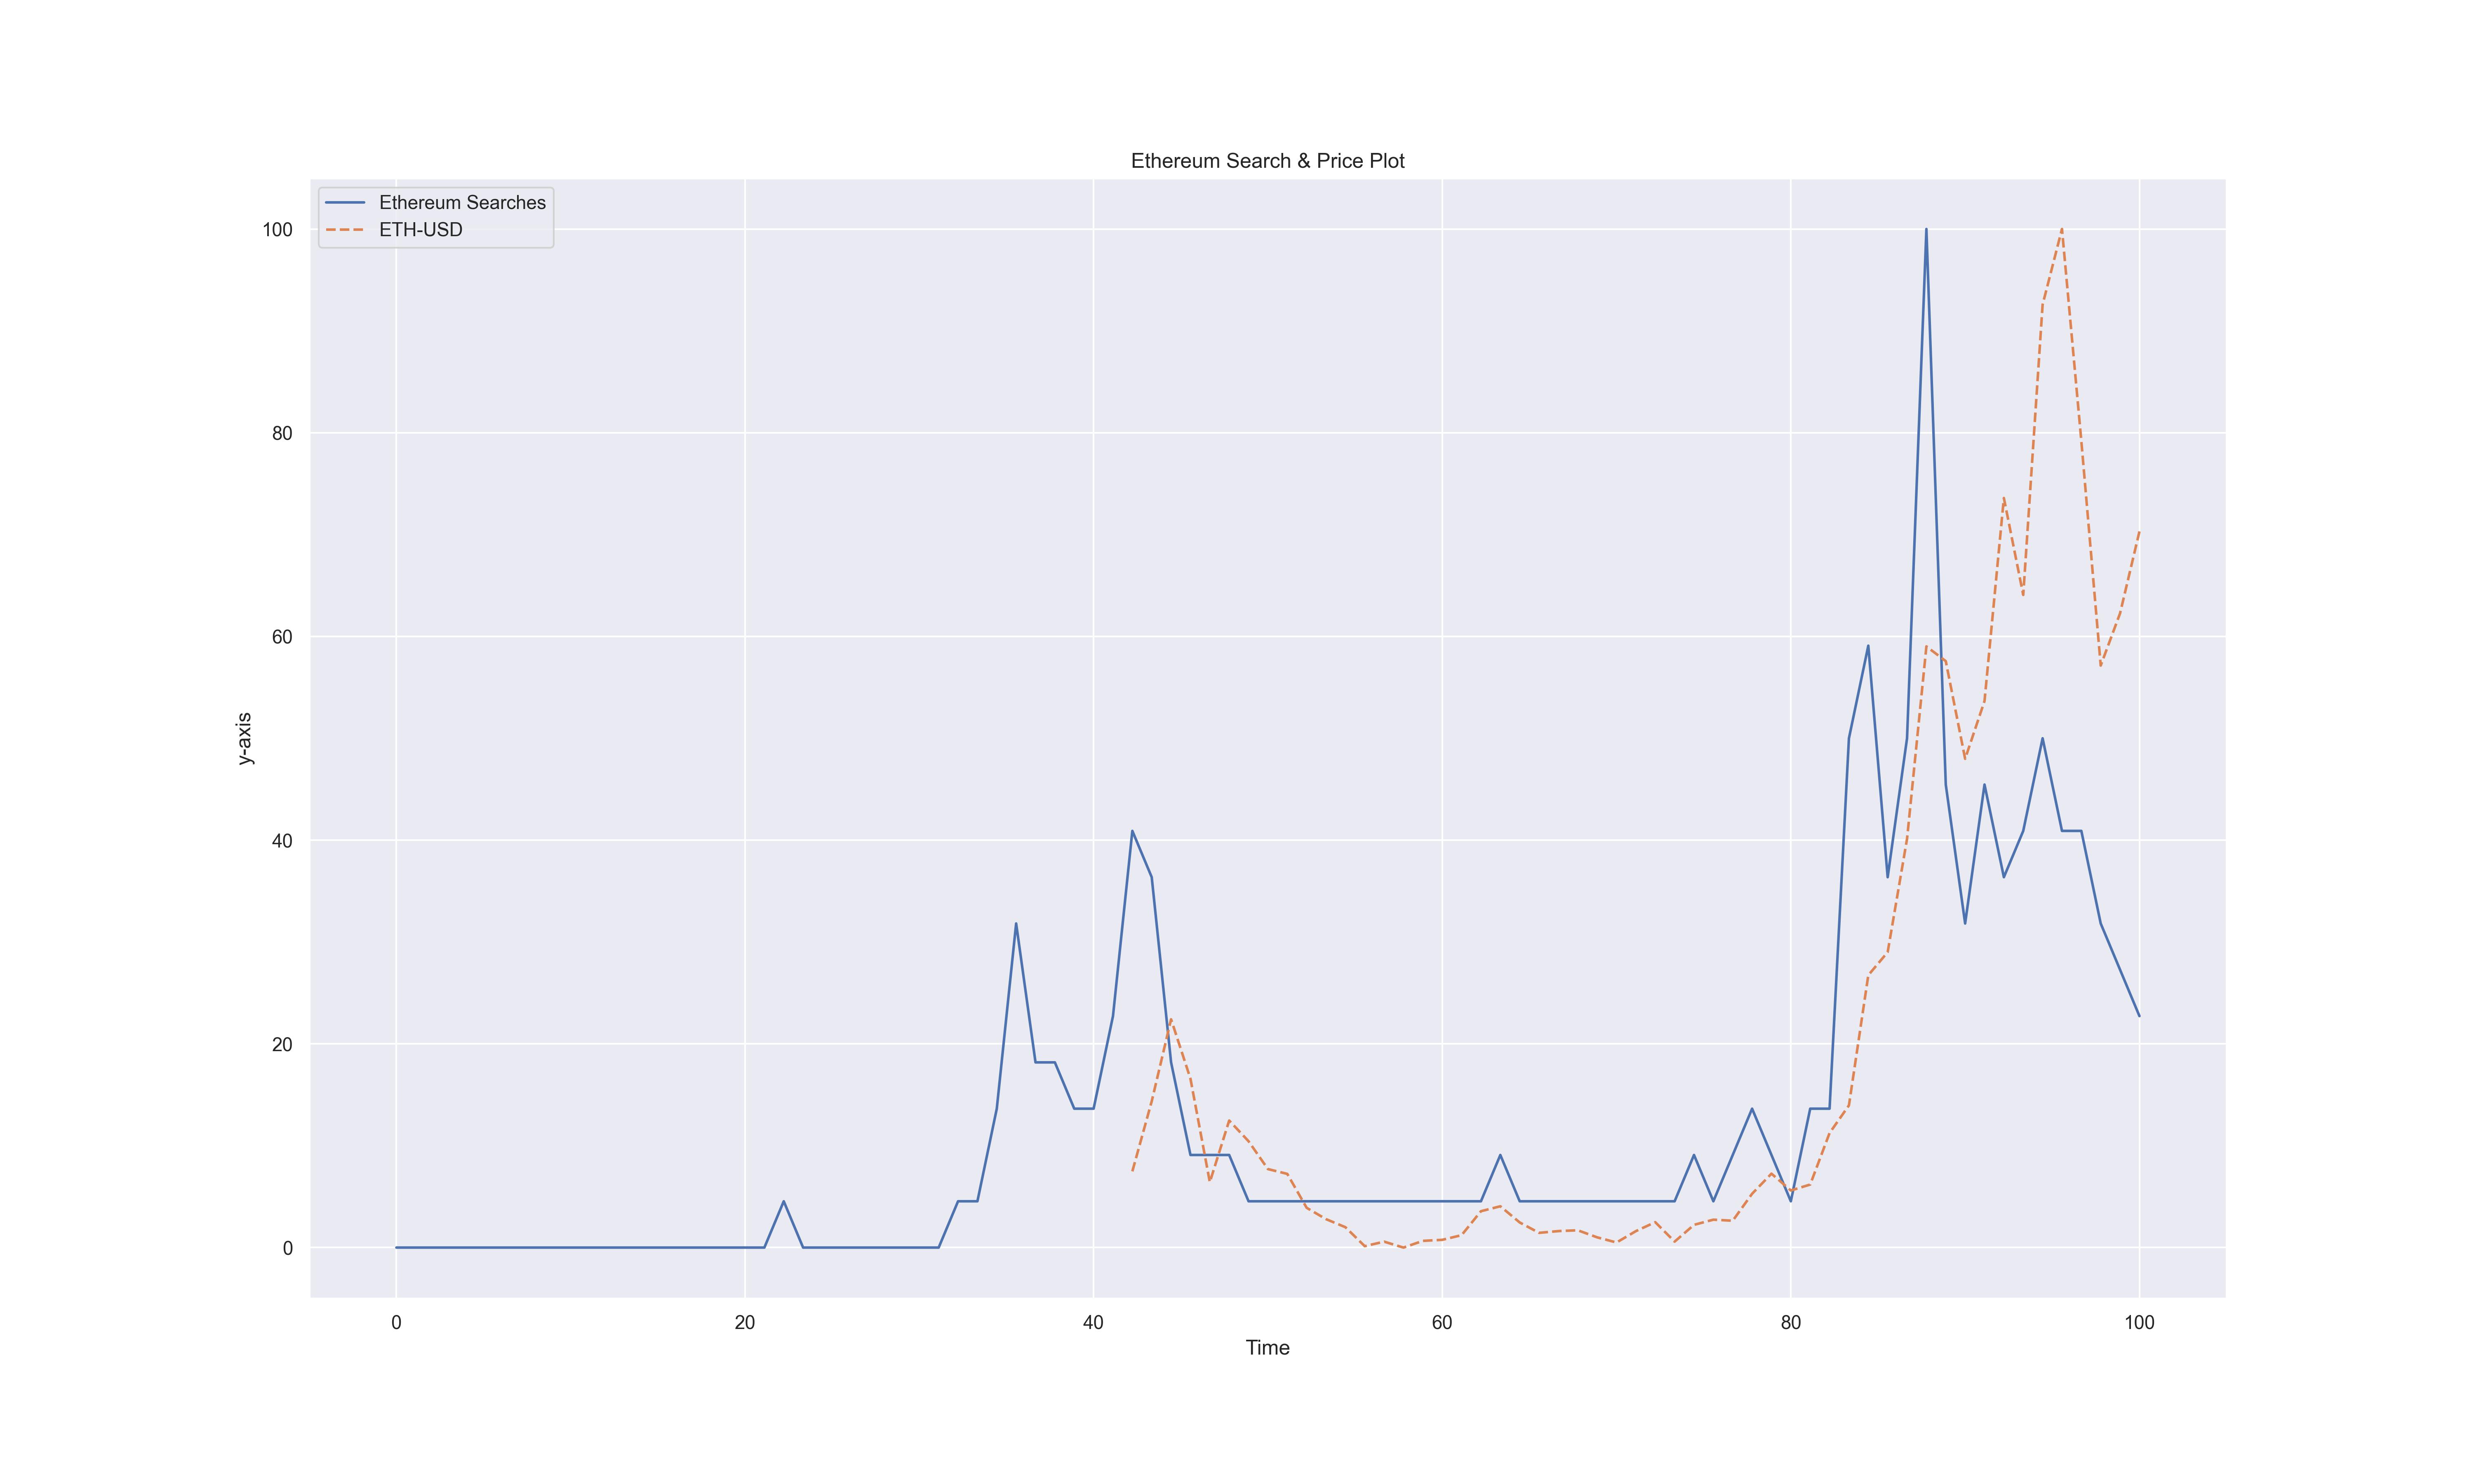 Ethereum Search & Price Plot
Ethereum Searches
ETH-USD
100
80
60
40
20
0
y-axis
0 20 40 60 80 100
Time